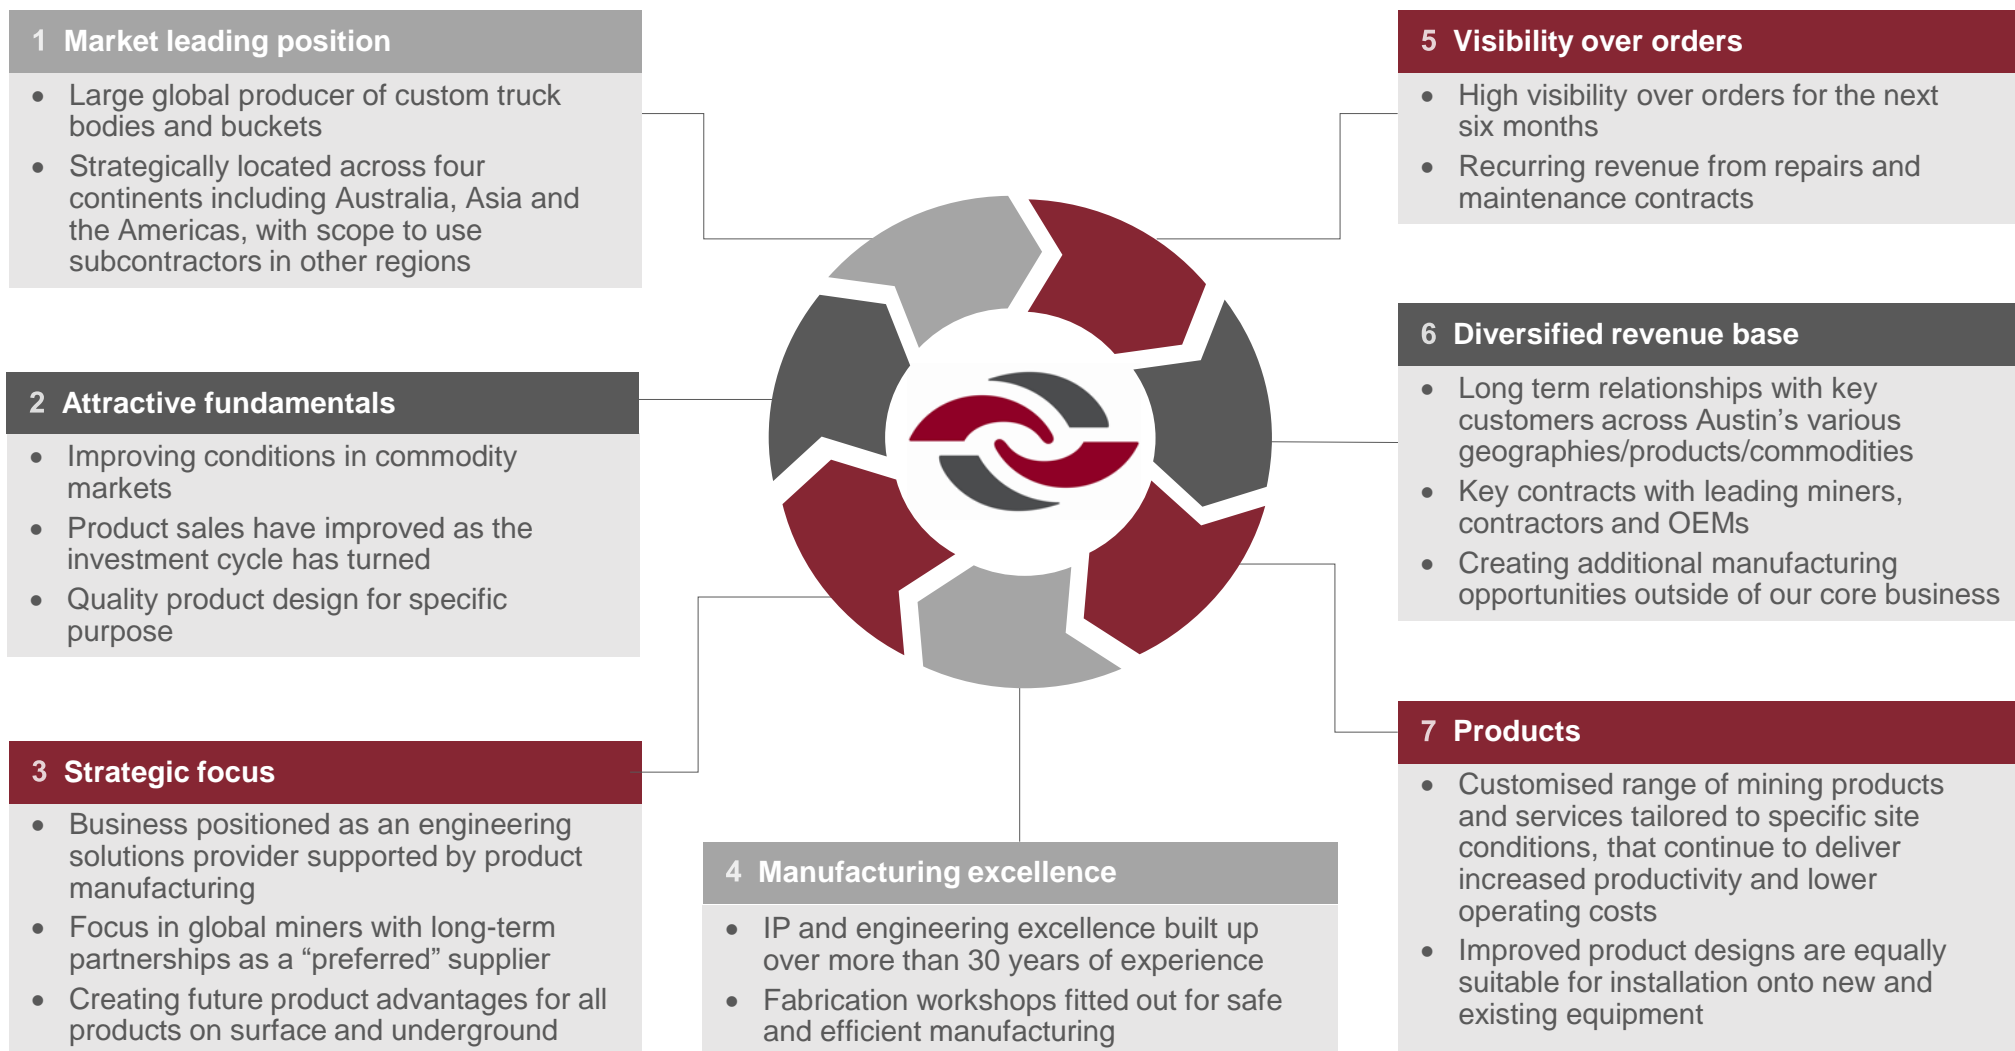 1 Market leading position
• Large global producer of custom truck
bodies and buckets
• Strategically located across four
continents including Australia, Asia and
the Americas, with scope to use
subcontractors in other regions
2 Attractive fundamentals
• Improving conditions in commodity
markets
• Product sales have improved as the
investment cycle has turned
• Quality product design for specific
purpose
3 Strategic focus
• Business positioned as an engineering
solutions provider supported by product
manufacturing
• Focus in global miners with long-term
partnerships as a “preferred” supplier
• Creating future product advantages for all
products on surface and underground
4 Manufacturing excellence
• IP and engineering excellence built up
over more than 30 years of experience
• Fabrication workshops fitted out for safe
and efficient manufacturing
5 Visibility over orders
• High visibility over orders for the next
six months
• Recurring revenue from repairs and
maintenance contracts
6 Diversified revenue base
• Long term relationships with key
customers across Austin’s various
geographies/products/commodities
• Key contracts with leading miners,
contractors and OEMs
• Creating additional manufacturing
opportunities outside of our core business
7 Products
• Customised range of mining products
and services tailored to specific site
conditions, that continue to deliver
increased productivity and lower
operating costs
• Improved product designs are equally
suitable for installation onto new and
existing equipment